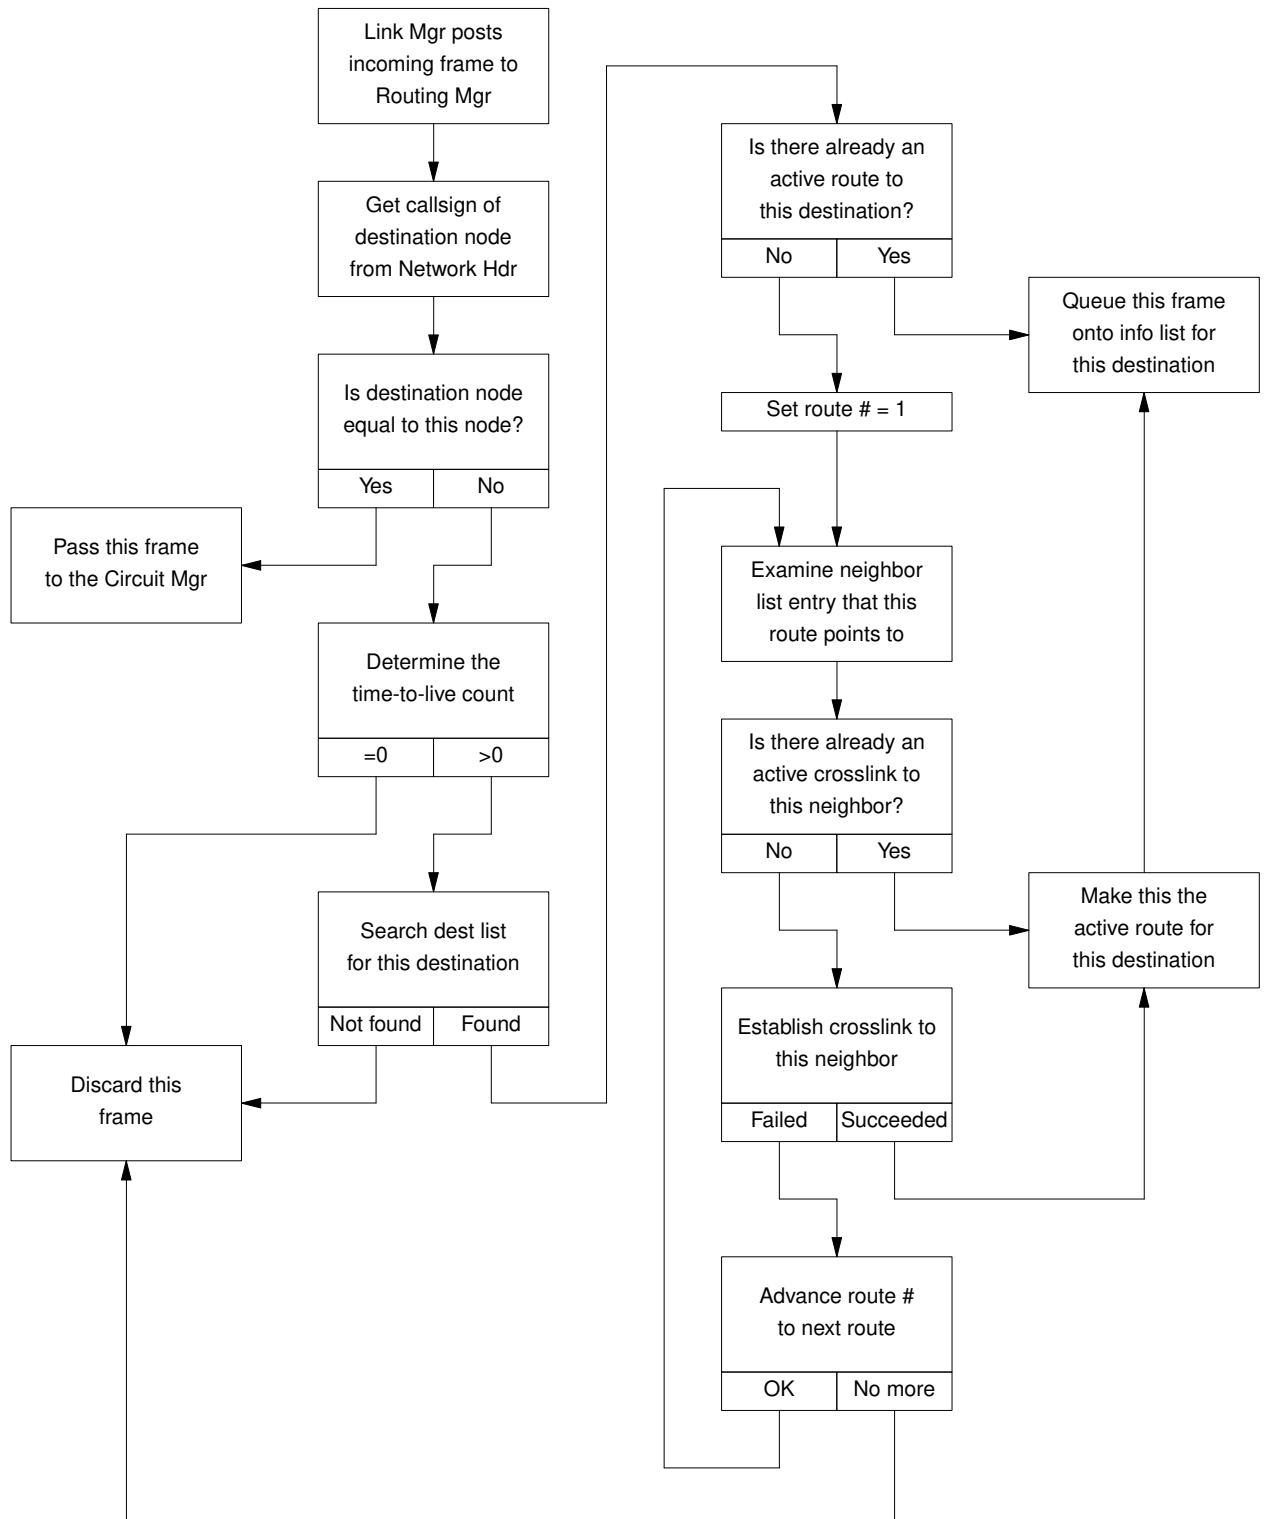 Link Mgr posts
incoming frame to
Routing Mgr
Get callsign of
destination node
from Network Hdr
Is destination node
equal to this node?
Yes
No
Pass this frame
to the Circuit Mgr
Determine the
time-to-live count
=0
>0
Search dest list
for this destination
Not found
Found
Discard this
frame
Is there already an
active route to
this destination?
No
Yes
Queue this frame
onto info list for
this destination
Set route # = 1
Examine neighbor
list entry that this
route points to
Is there already an
active crosslink to
this neighbor?
No
Yes
Make this the
active route for
this destination
Establish crosslink to
this neighbor
Failed
Succeeded
Advance route #
to next route
OK
No more